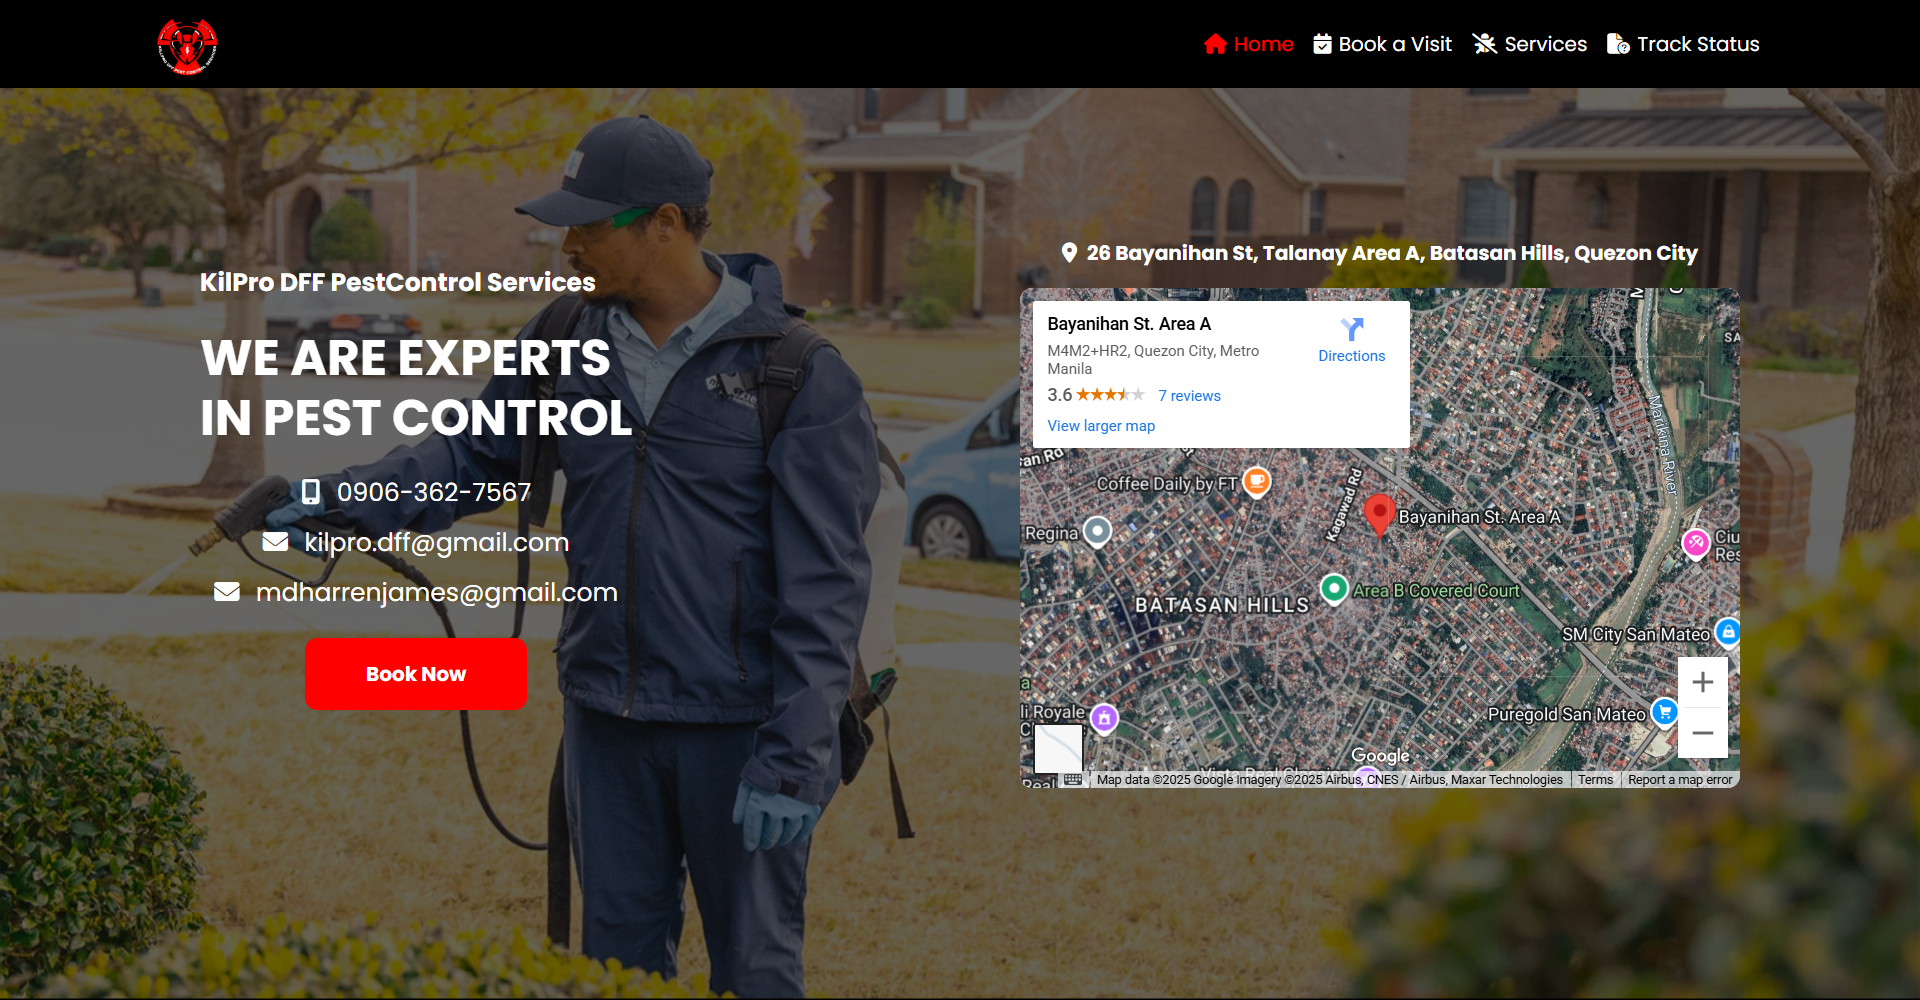 Home
Book a Visit
Services
Track Status
KilPro DFF PestControl Services
WE ARE EXPERTS
IN PEST CONTROL
0906-362-7567
kilpro.dff@gmail.com
mdharrenjames@gmail.com
Book Now
26 Bayanihan St, Talanay Area A, Batasan Hills, Quezon City
Bayanihan St. Area A
M4M2+HR2, Quezon City, Metro
Manila
Directions
3.6
7 reviews
View larger map
Marikina River
Coffee Daily by FT
Kagawad Rd
Bayanihan St. Area A
Regina
Area B Covered Court
BATASAN HILLS
SM City San Mateo
Puregold San Mateo
Royale
Google
Map data ©2025 Google Imagery ©2025 Airbus, CNES / Airbus, Maxar Technologies
Terms
Report a map error